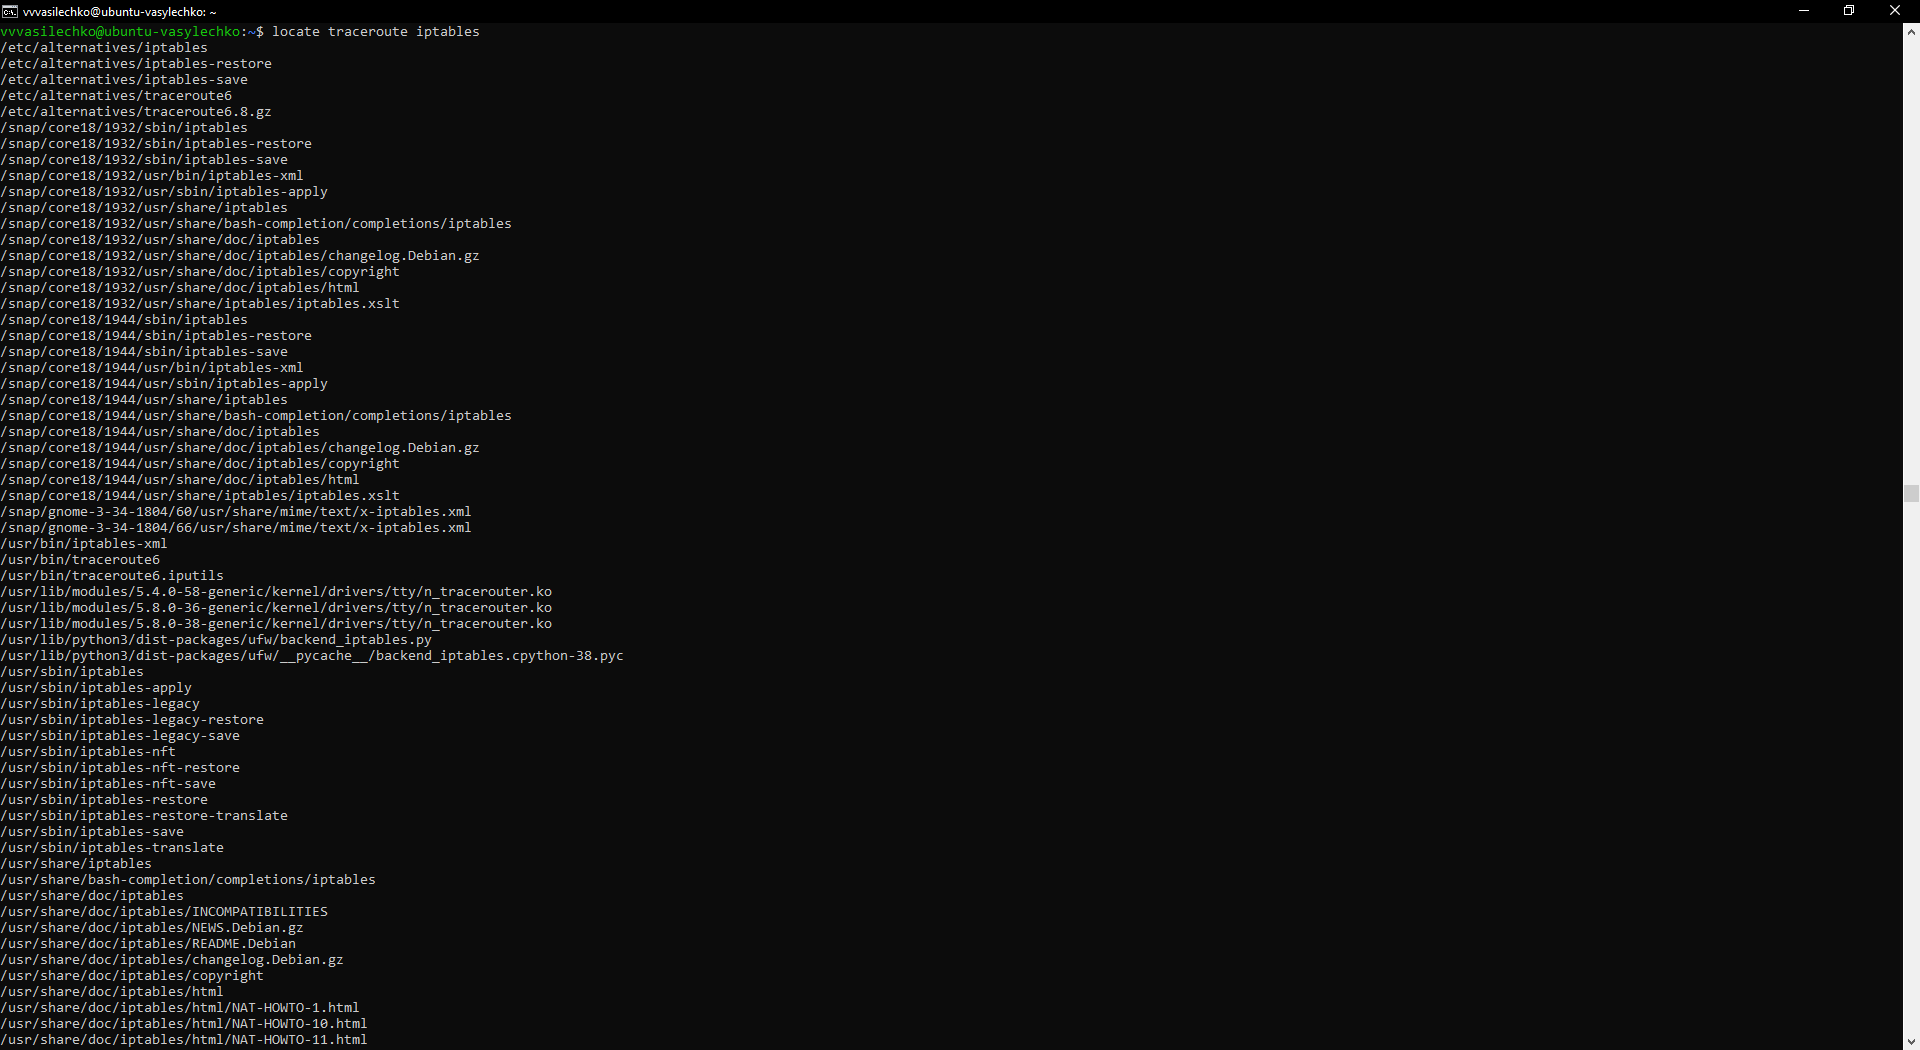 vvvasilechko@ubuntu-vasylechko: ~
vvvasilechko@ubuntu-vasylechko:~$ locate traceroute iptables
/etc/alternatives/iptables
/etc/alternatives/iptables-restore
/etc/alternatives/iptables-save
/etc/alternatives/traceroute6
/etc/alternatives/traceroute6.8.gz
/snap/core18/1932/sbin/iptables
/snap/core18/1932/sbin/iptables-restore
/snap/core18/1932/sbin/iptables-save
/snap/core18/1932/usr/bin/iptables-xml
/snap/core18/1932/usr/sbin/iptables-apply
/snap/core18/1932/usr/share/iptables
/snap/core18/1932/usr/share/bash-completion/completions/iptables
/snap/core18/1932/usr/share/doc/iptables
/snap/core18/1932/usr/share/doc/iptables/changelog.Debian.gz
/snap/core18/1932/usr/share/doc/iptables/copyright
/snap/core18/1932/usr/share/doc/iptables/html
/snap/core18/1932/usr/share/iptables/iptables.xslt
/snap/core18/1944/sbin/iptables
/snap/core18/1944/sbin/iptables-restore
/snap/core18/1944/sbin/iptables-save
/snap/core18/1944/usr/bin/iptables-xml
/snap/core18/1944/usr/sbin/iptables-apply
/snap/core18/1944/usr/share/iptables
/snap/core18/1944/usr/share/bash-completion/completions/iptables
/snap/core18/1944/usr/share/doc/iptables
/snap/core18/1944/usr/share/doc/iptables/changelog.Debian.gz
/snap/core18/1944/usr/share/doc/iptables/copyright
/snap/core18/1944/usr/share/doc/iptables/html
/snap/core18/1944/usr/share/iptables/iptables.xslt
/snap/gnome-3-34-1804/60/usr/share/mime/text/x-iptables.xml
/snap/gnome-3-34-1804/66/usr/share/mime/text/x-iptables.xml
/usr/bin/iptables-xml
/usr/bin/traceroute6
/usr/bin/traceroute6.iputils
/usr/lib/modules/5.4.0-58-generic/kernel/drivers/tty/n_tracerouter.ko
/usr/lib/modules/5.8.0-36-generic/kernel/drivers/tty/n_tracerouter.ko
/usr/lib/modules/5.8.0-38-generic/kernel/drivers/tty/n_tracerouter.ko
/usr/lib/python3/dist-packages/ufw/backend_iptables.py
/usr/lib/python3/dist-packages/ufw/__pycache__/backend_iptables.cpython-38.pyc
/usr/sbin/iptables
/usr/sbin/iptables-apply
/usr/sbin/iptables-legacy
/usr/sbin/iptables-legacy-restore
/usr/sbin/iptables-legacy-save
/usr/sbin/iptables-nft
/usr/sbin/iptables-nft-restore
/usr/sbin/iptables-nft-save
/usr/sbin/iptables-restore
/usr/sbin/iptables-restore-translate
/usr/sbin/iptables-save
/usr/sbin/iptables-translate
/usr/share/iptables
/usr/share/bash-completion/completions/iptables
/usr/share/doc/iptables
/usr/share/doc/iptables/INCOMPATIBILITIES
/usr/share/doc/iptables/NEWS.Debian.gz
/usr/share/doc/iptables/README.Debian
/usr/share/doc/iptables/changelog.Debian.gz
/usr/share/doc/iptables/copyright
/usr/share/doc/iptables/html
/usr/share/doc/iptables/html/NAT-HOWTO-1.html
/usr/share/doc/iptables/html/NAT-HOWTO-10.html
/usr/share/doc/iptables/html/NAT-HOWTO-11.html